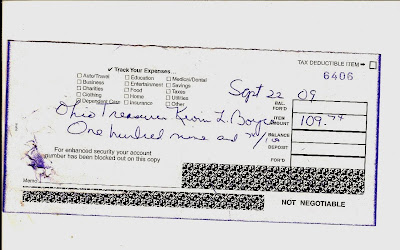 TAX DEDUCTIBLE ITEM
6406
✔ Track Your Expenses...
Auto/Travel Education Medical/Dental
Business Entertainment Savings
Charities Food Taxes
Clothing Home Utilities
Dependent Care Insurance Other
Sept 22 09
BAL. FOR'D
Ohio Treasurer Kevin L. Boyce
ITEM AMOUNT 109.
One hundred nine and
BALANCE
DEPOSIT
FOR'D
For enhanced security your account
number has been blocked out on this copy
Memo
NOT NEGOTIABLE